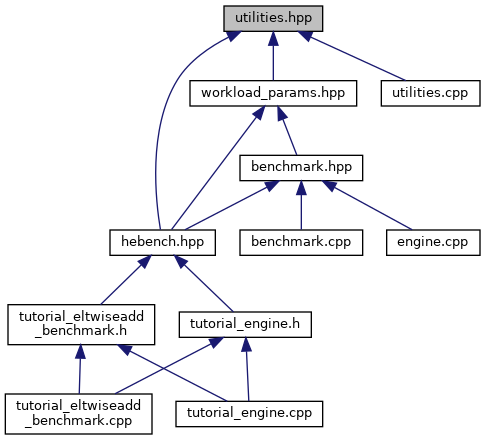 utilities.hpp
workload_params.hpp
utilities.cpp
benchmark.hpp
hebench.hpp
benchmark.cpp
engine.cpp
tutorial_eltwiseadd
_benchmark.h
tutorial_engine.h
tutorial_eltwiseadd
_benchmark.cpp
tutorial_engine.cpp